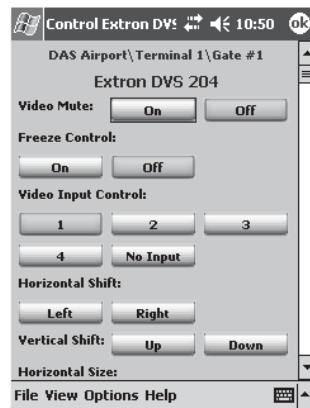 Control Extron DVS 10:50 ok
DAS Airport\Terminal 1\Gate #1
Extron DVS 204
Video Mute: On Off
Freeze Control:
On Off
Video Input Control:
1 2 3
4 No Input
Horizontal Shift:
Left Right
Vertical Shift: Up Down
Horizontal Size:
File View Options Help